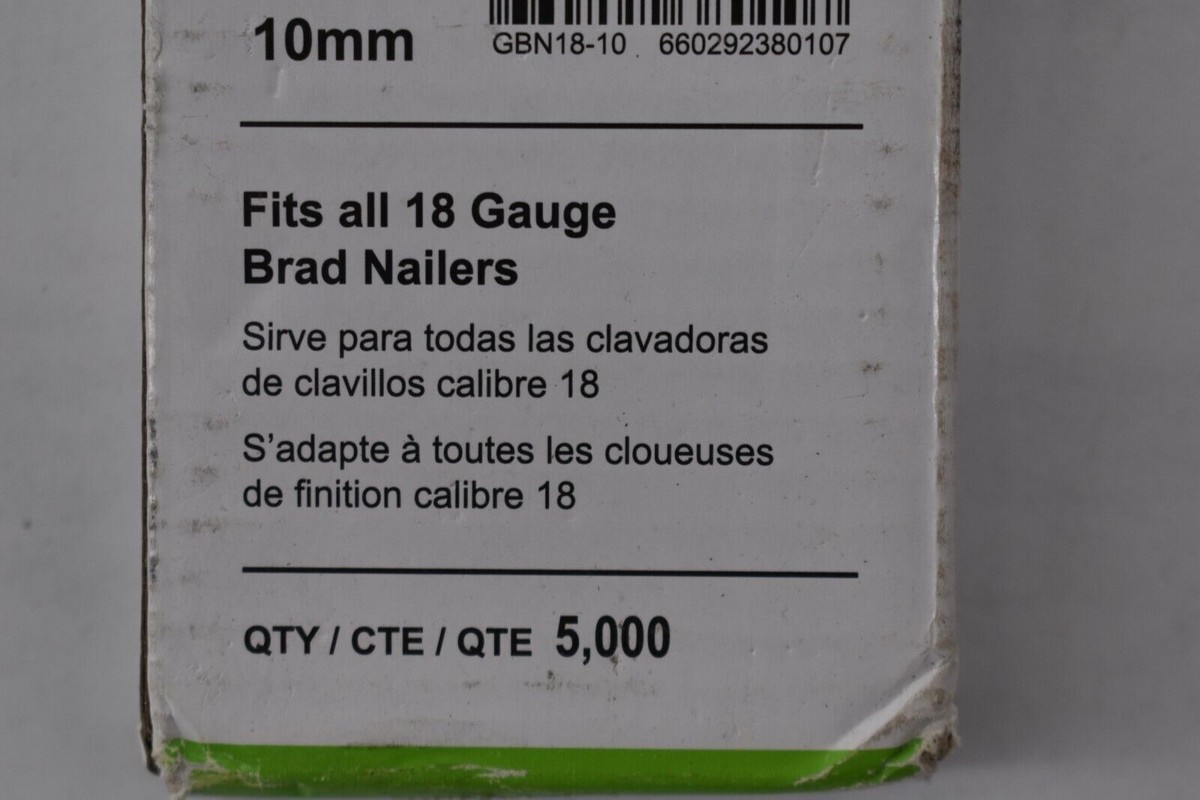 10mm
GBN18-10 660292380107
Fits all 18 Gauge
Brad Nailers
Sirve para todas las clavadoras
de clavillos calibre 18
S'adapte à toutes les cloueuses
de finition calibre 18
QTY / CTE / QTE 5,000